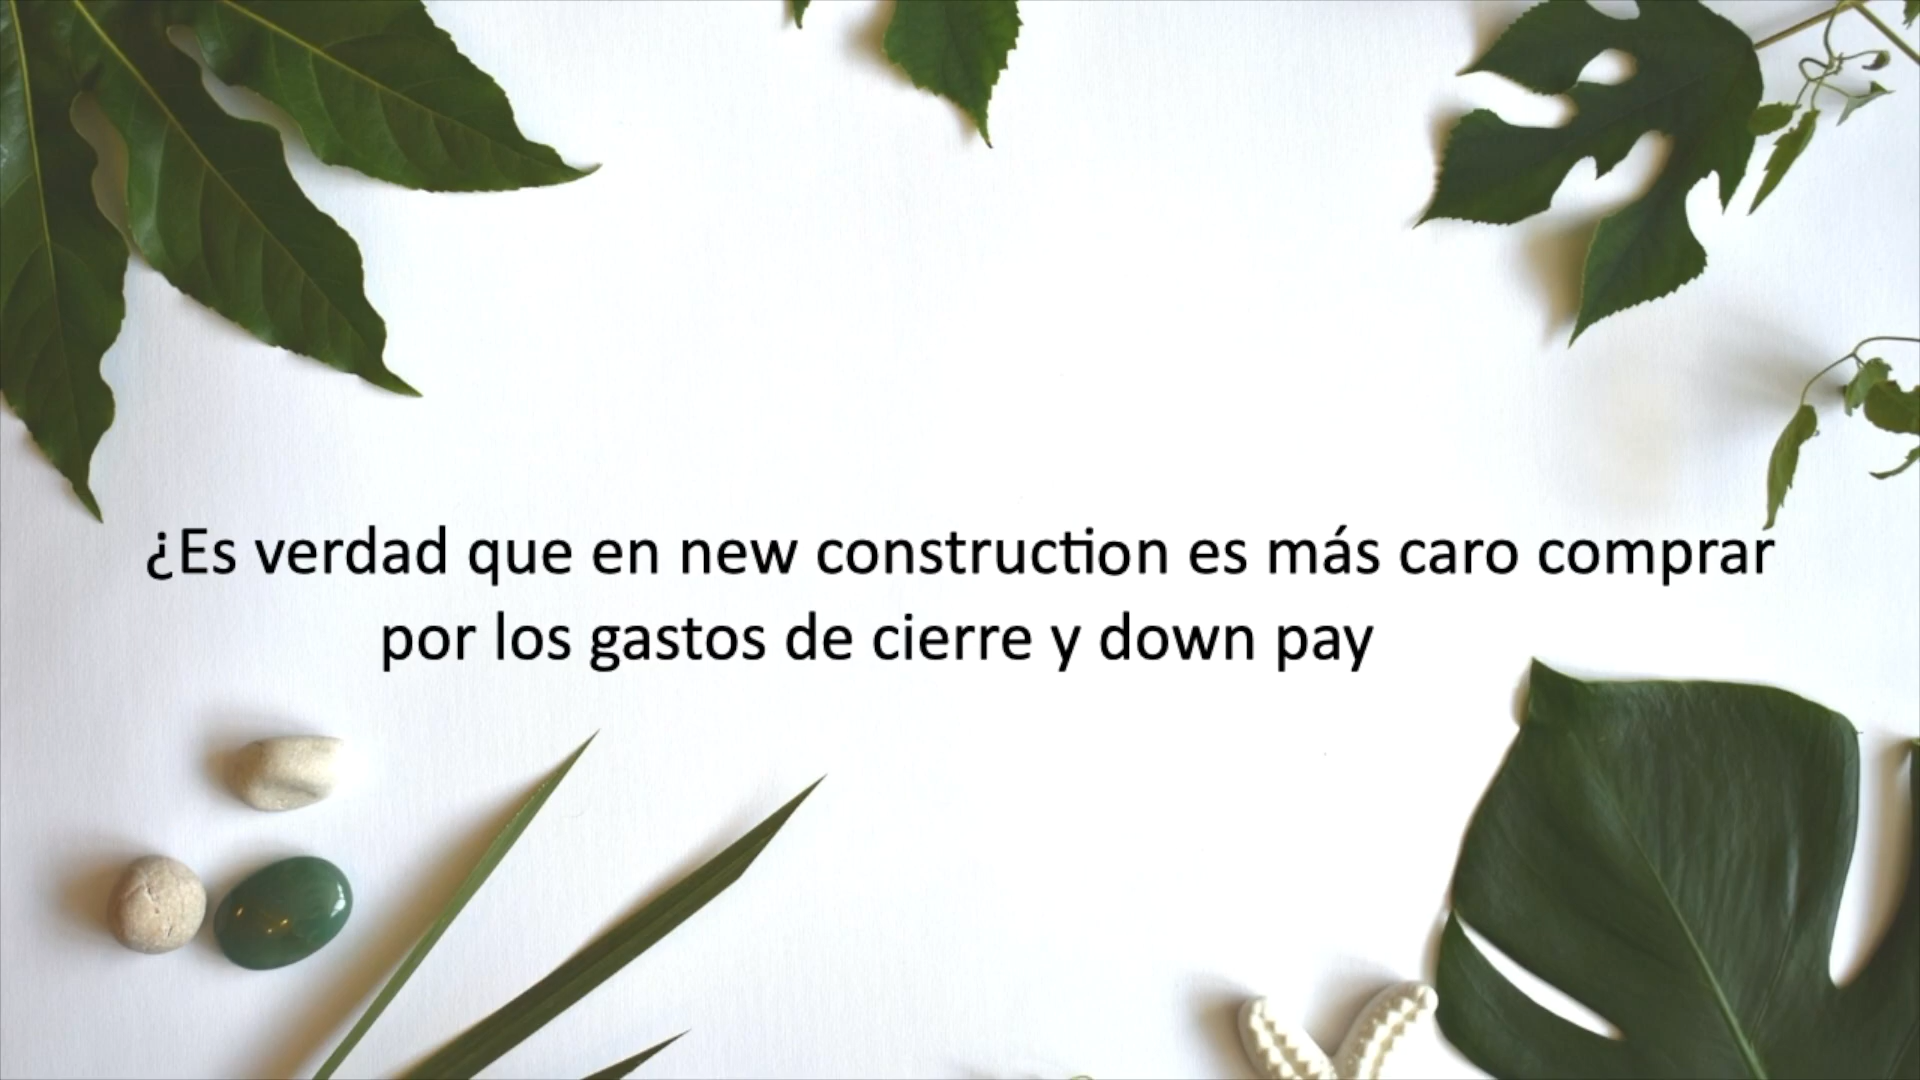 ¿Es verdad que en new construction es más caro comprar
por los gastos de cierre y down pay